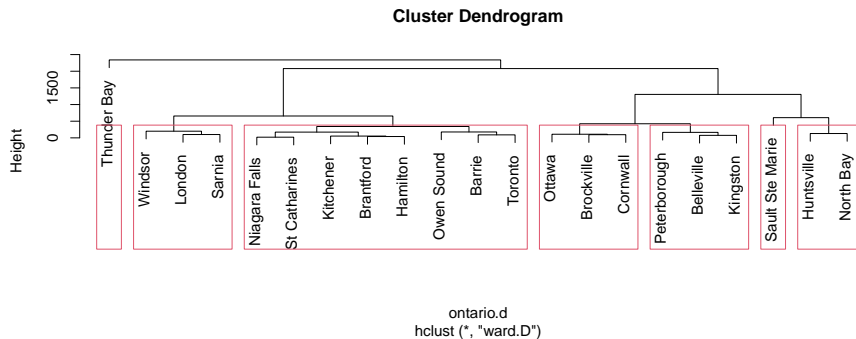 Cluster Dendrogram
Height
0
1500
Thunder Bay
Windsor
London
Sarnia
Niagara Falls
St Catharines
Kitchener
Brantford
Hamilton
Owen Sound
Barrie
Toronto
Ottawa
Brockville
Cornwall
Peterborough
Belleville
Kingston
Sault Ste Marie
Huntsville
North Bay
ontario.d
hclust (*, "ward.D")